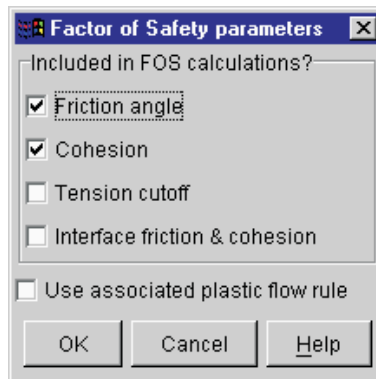 Factor of Safety parameters
Included in FOS calculations?
Friction angle
Cohesion
Tension cutoff
Interface friction & cohesion
Use associated plastic flow rule
OK Cancel Help